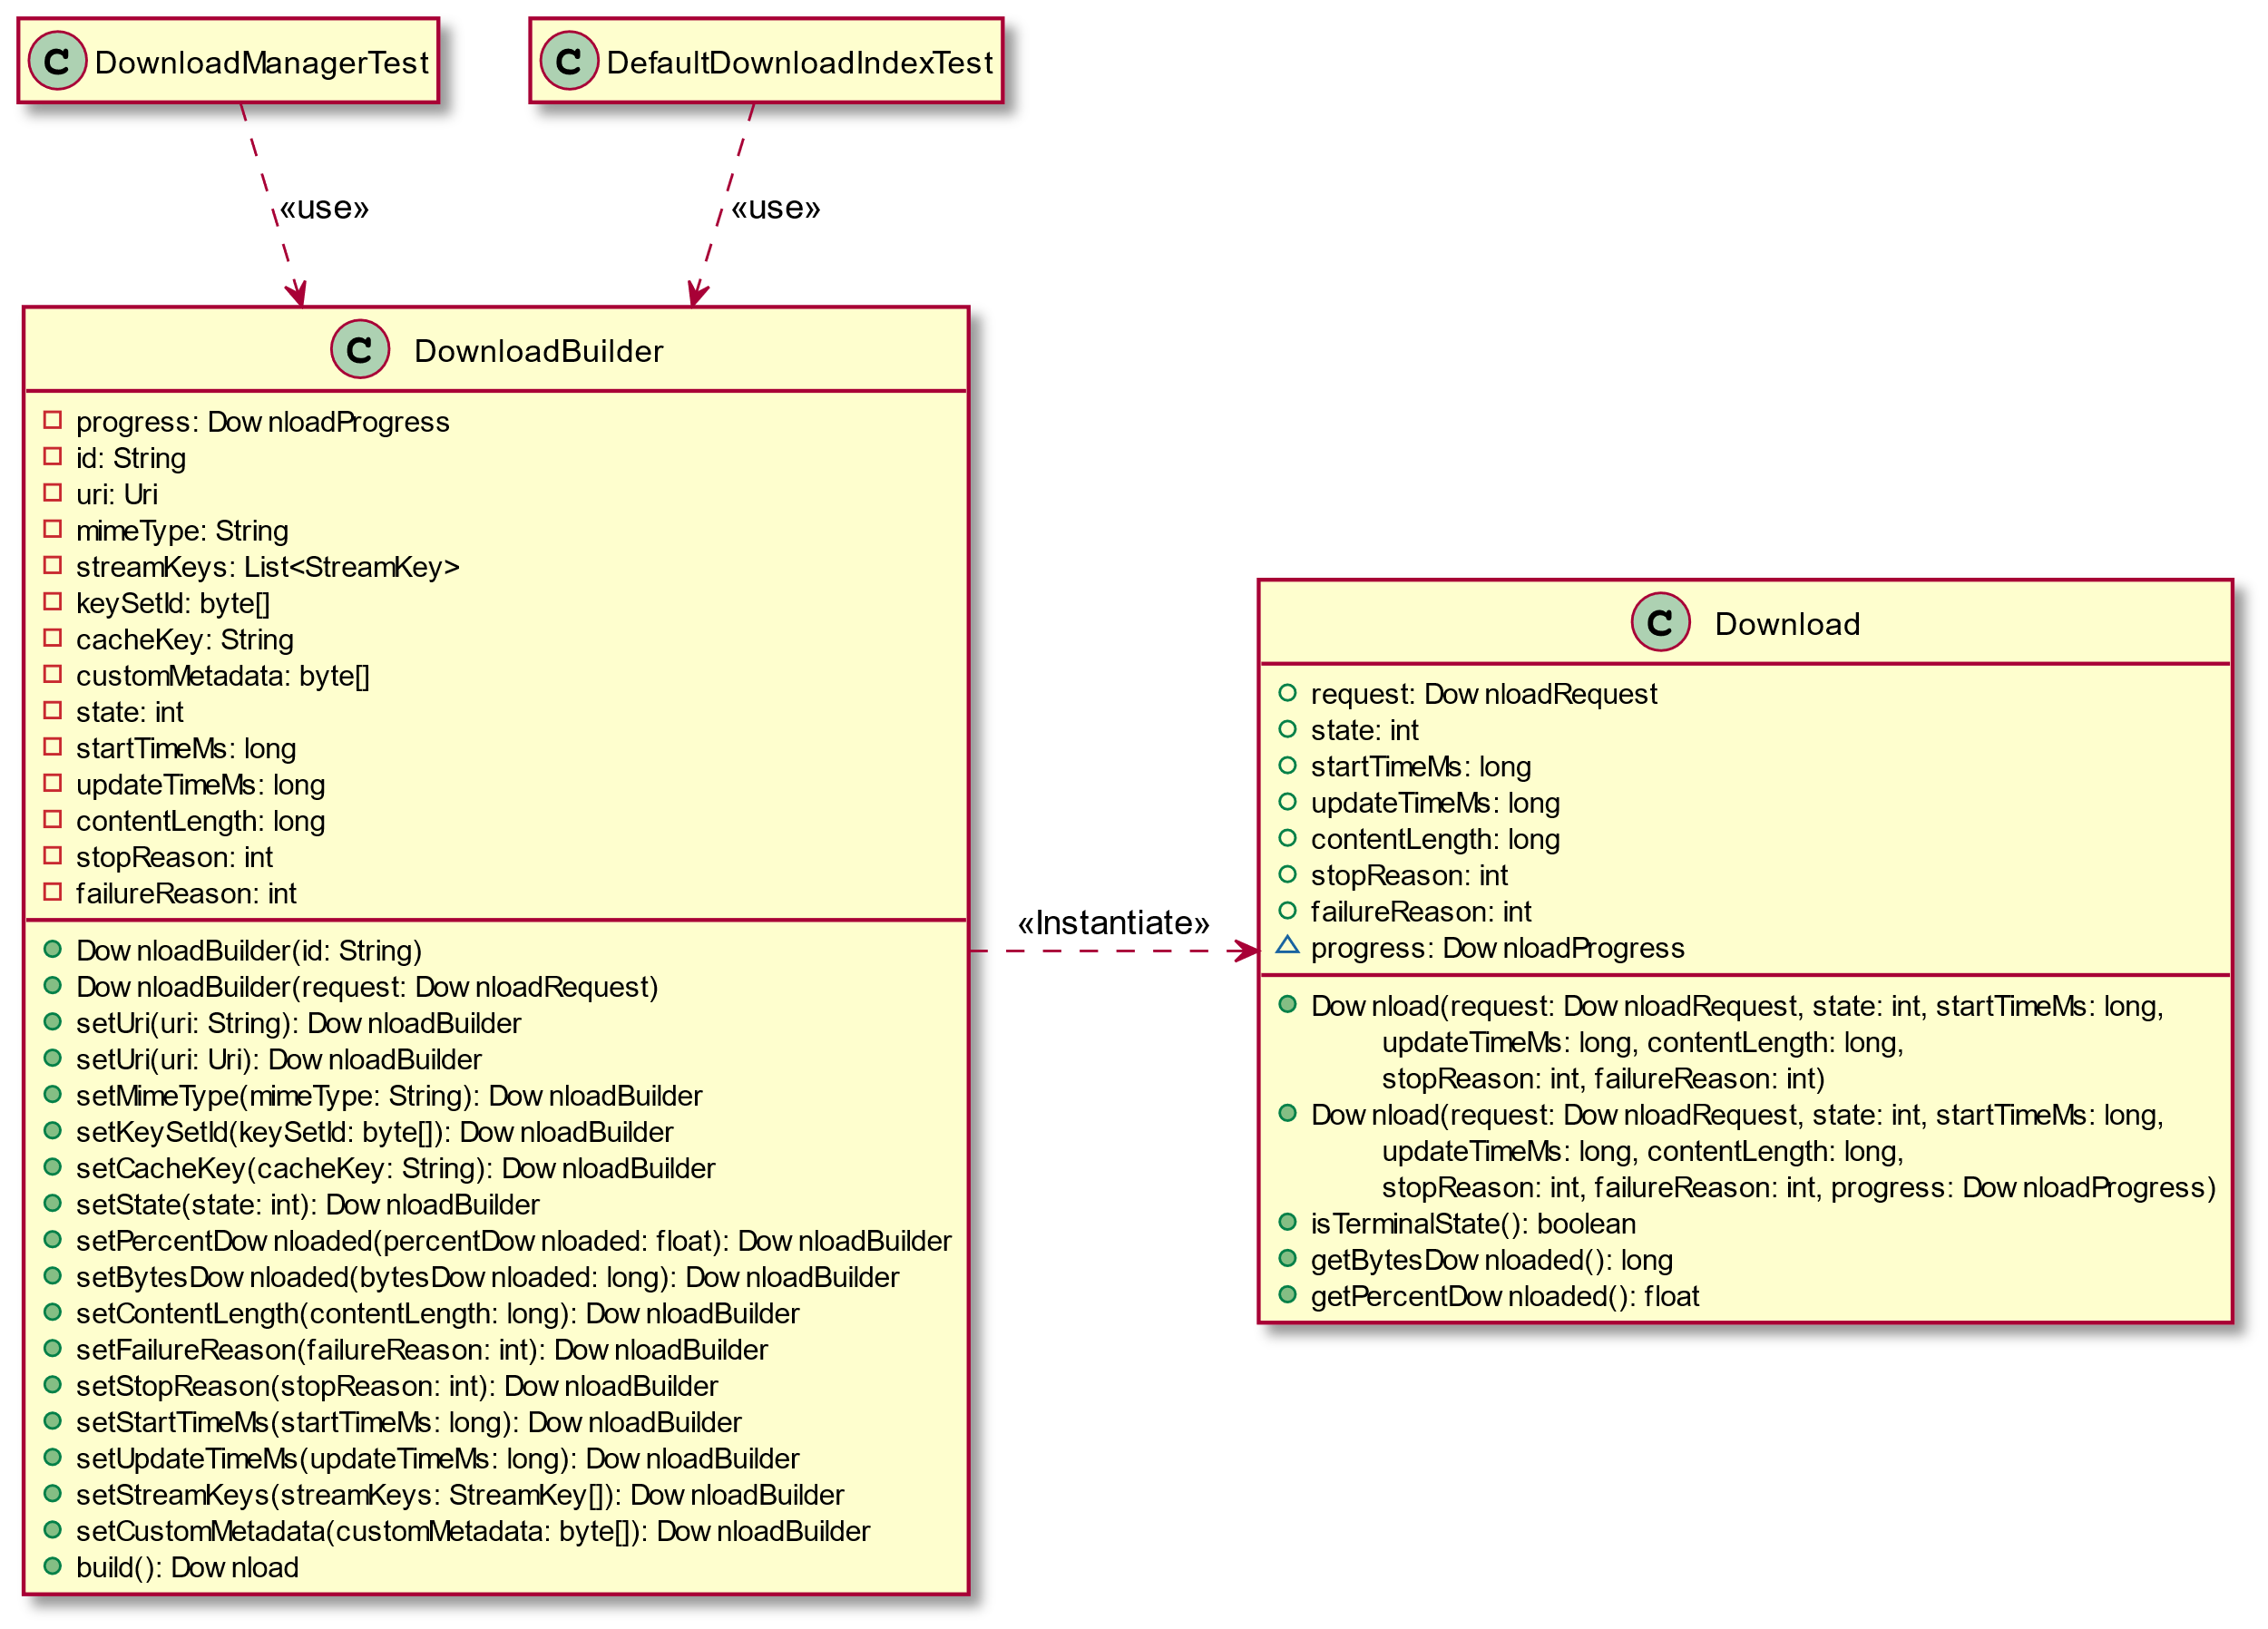 C DownloadManagerTest
C DefaultDownloadIndexTest
«use»
«use»
C DownloadBuilder
progress: DownloadProgress
id: String
uri: Uri
mimeType: String
streamKeys: List<StreamKey>
keySetId: byte[]
cacheKey: String
customMetadata: byte[]
state: int
startTimeMs: long
updateTimeMs: long
contentLength: long
stopReason: int
failureReason: int
DownloadBuilder(id: String)
DownloadBuilder(request: DownloadRequest)
setUri(uri: String): DownloadBuilder
setUri(uri: Uri): DownloadBuilder
setMimeType(mimeType: String): DownloadBuilder
setKeySetId(keySetId: byte[]): DownloadBuilder
setCacheKey(cacheKey: String): DownloadBuilder
setState(state: int): DownloadBuilder
setPercentDownloaded(percentDownloaded: float): DownloadBuilder
setBytesDownloaded(bytesDownloaded: long): DownloadBuilder
setContentLength(contentLength: long): DownloadBuilder
setFailureReason(failureReason: int): DownloadBuilder
setStopReason(stopReason: int): DownloadBuilder
setStartTimeMs(startTimeMs: long): DownloadBuilder
setUpdateTimeMs(updateTimeMs: long): DownloadBuilder
setStreamKeys(streamKeys: StreamKey[]): DownloadBuilder
setCustomMetadata(customMetadata: byte[]): DownloadBuilder
build(): Download
«Instantiate»
C Download
request: DownloadRequest
state: int
startTimeMs: long
updateTimeMs: long
contentLength: long
stopReason: int
failureReason: int
progress: DownloadProgress
Download(request: DownloadRequest, state: int, startTimeMs: long,
updateTimeMs: long, contentLength: long,
stopReason: int, failureReason: int)
Download(request: DownloadRequest, state: int, startTimeMs: long,
updateTimeMs: long, contentLength: long,
stopReason: int, failureReason: int, progress: DownloadProgress)
isTerminalState(): boolean
getBytesDownloaded(): long
getPercentDownloaded(): float